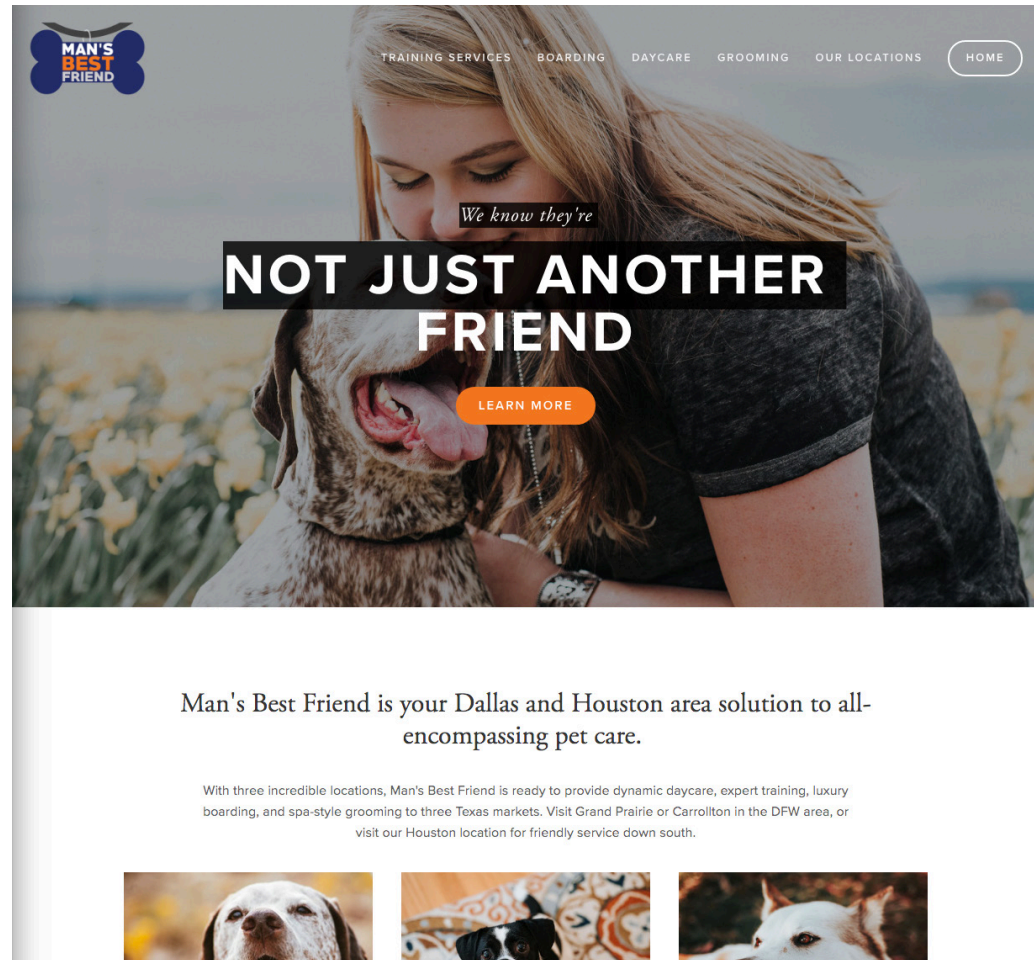 MAN'S
BEST
FRIEND
TRAINING SERVICES BOARDING DAYCARE GROOMING OUR LOCATIONS HOME
We know they're
NOT JUST ANOTHER
FRIEND
LEARN MORE
Man's Best Friend is your Dallas and Houston area solution to all-
encompassing pet care.
With three incredible locations, Man's Best Friend is ready to provide dynamic daycare, expert training, luxury
boarding, and spa-style grooming to three Texas markets. Visit Grand Prairie or Carrollton in the DFW area, or
visit our Houston location for friendly service down south.